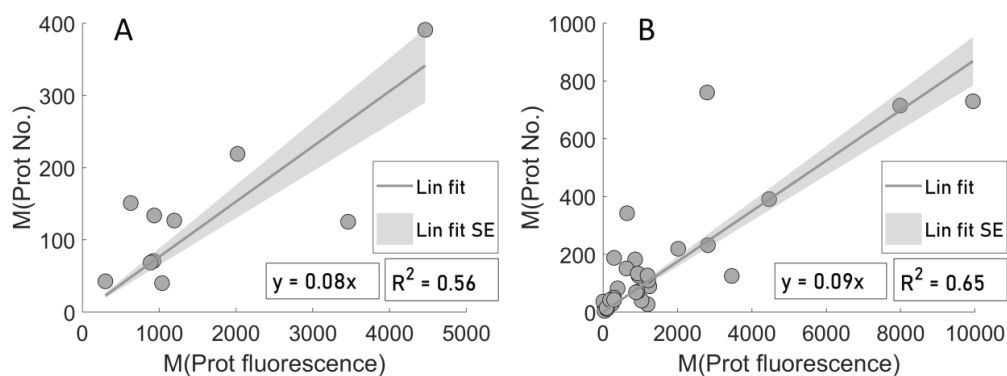 A
400
300
200
100
0
M(Prot No.)
0 1000 2000 3000 4000 5000
M(Prot fluorescence)
Lin fit
Lin fit SE
y = 0.08x
R² = 0.56
B
1000
800
600
400
200
0
M(Prot No.)
0 2000 4000 6000 8000 10000
M(Prot fluorescence)
Lin fit
Lin fit SE
y = 0.09x
R² = 0.65